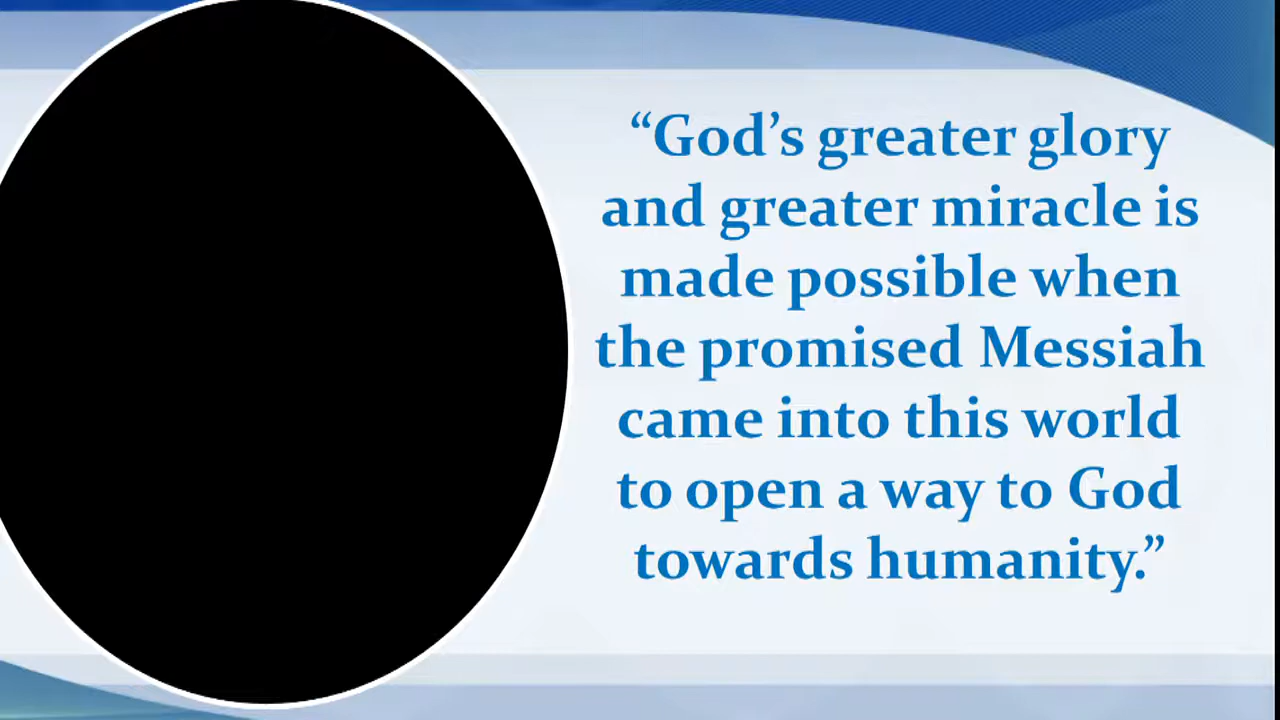 “God’s greater glory
and greater miracle is
made possible when
the promised Messiah
came into this world
to open a way to God
towards humanity.”